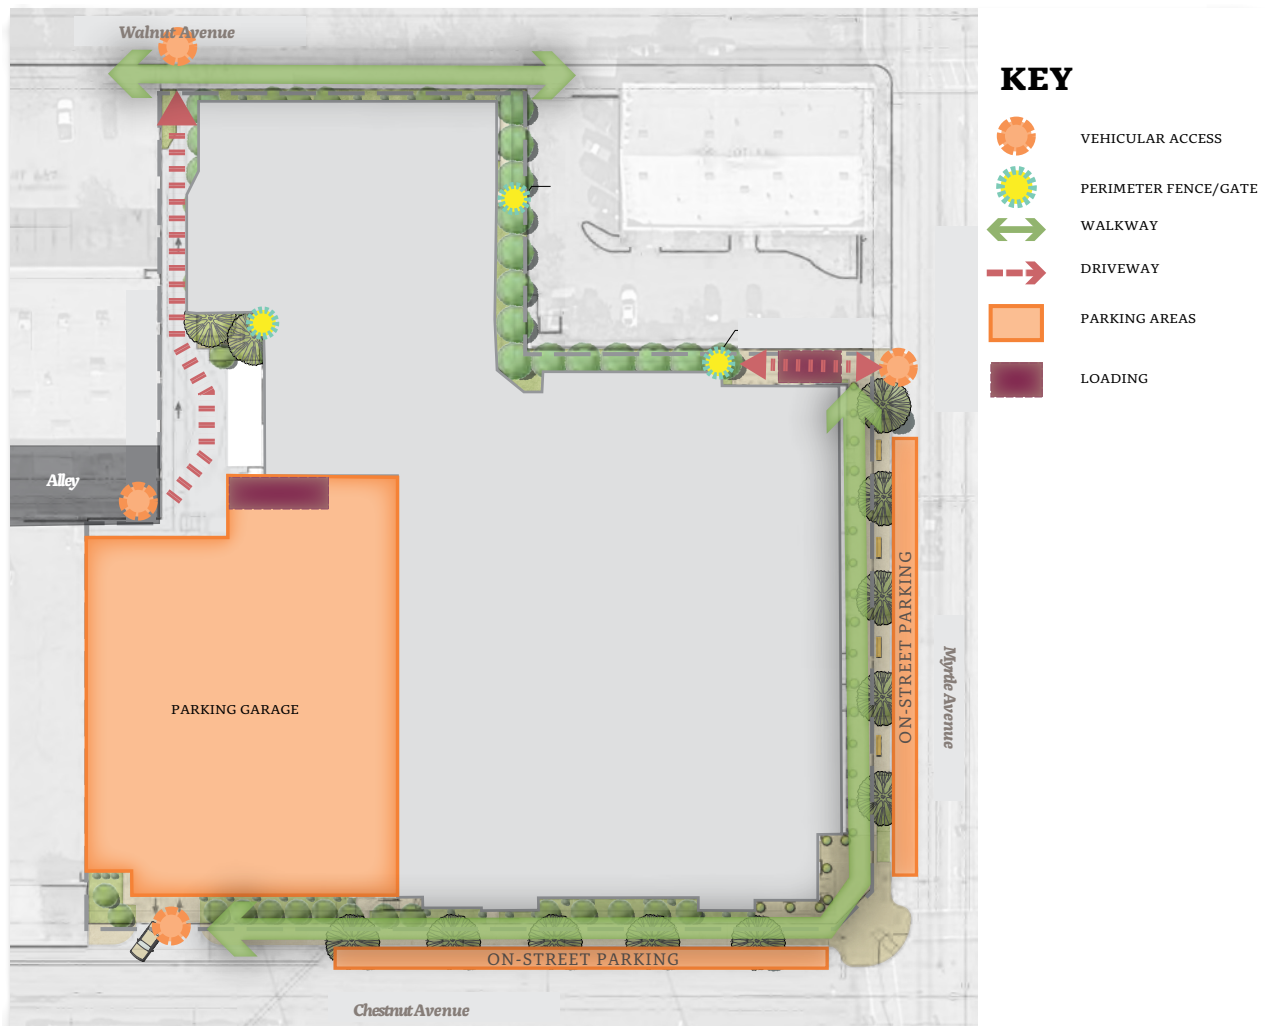 Walnut Avenue
KEY
VEHICULAR ACCESS
PERIMETER FENCE/GATE
WALKWAY
DRIVEWAY
PARKING AREAS
LOADING
Alley
ON-STREET PARKING
Myrtle Avenue
PARKING GARAGE
ON-STREET PARKING
Chestnut Avenue